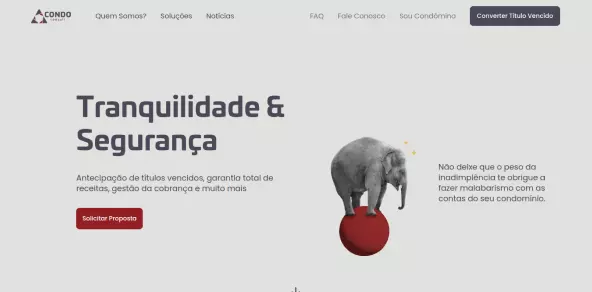 CONDO
CONCEPT
Quem Somos?
Soluções
Notícias
FAQ
Fale Conosco
Sou Condômino
Converter Título Vencido
Tranquilidade &
Segurança
Antecipação de títulos vencidos, garantia total de
receitas, gestão da cobrança e muito mais
Solicitar Proposta
Não deixe que o peso da
inadimplência te obrigue a
fazer malabarismo com as
contas do seu condomínio.